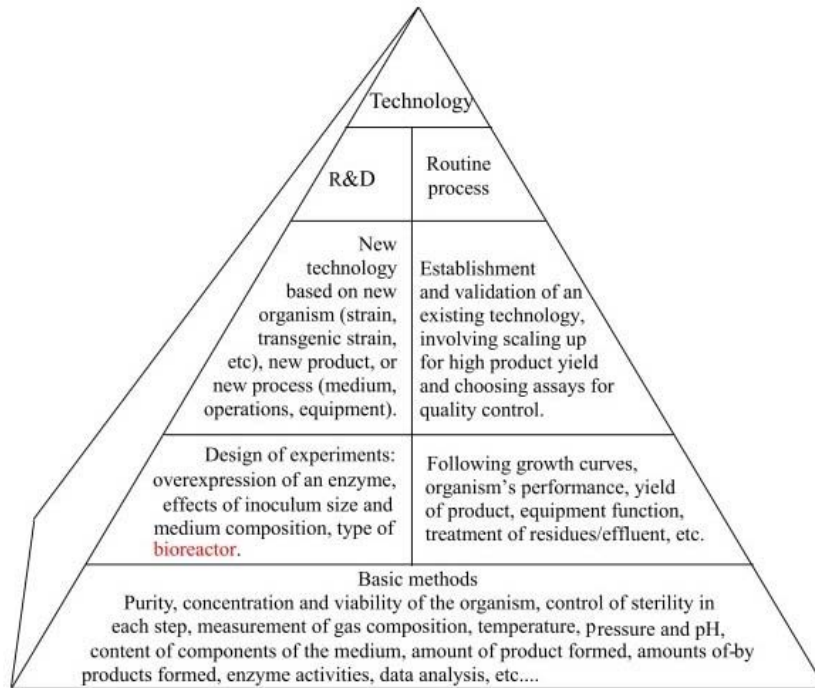 Technology
R&D
Routine
process
New
technology
based on new
organism (strain,
transgenic strain,
etc), new product, or
new process (medium,
operations, equipment).
Establishment
and validation of an
existing technology,
involving scaling up
for high product yield
and choosing assays for
quality control.
Design of experiments:
overexpression of an enzyme,
effects of inoculum size and
medium composition, type of
bioreactor.
Following growth curves,
organism's performance, yield
of product, equipment function,
treatment of residues/effluent, etc.
Basic methods
Purity, concentration and viability of the organism, control of sterility in
each step, measurement of gas composition, temperature, pressure and pH,
content of components of the medium, amount of product formed, amounts of-by
products formed, enzyme activities, data analysis, etc....